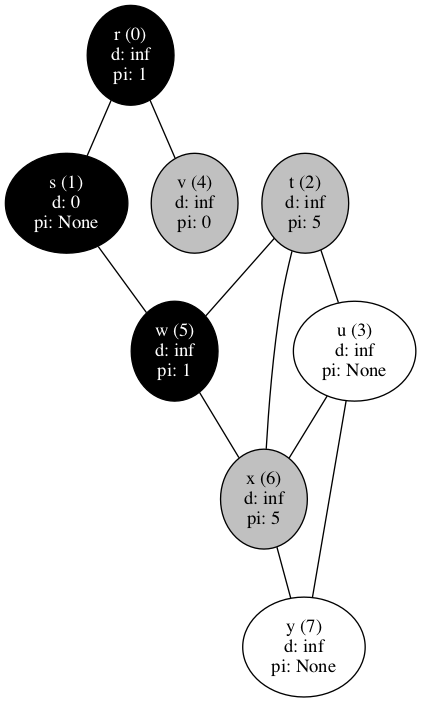 r (0)
d: inf
pi: 1
s (1)
d: 0
pi: None
v (4)
d: inf
pi: 0
t (2)
d: inf
pi: 5
w (5)
d: inf
pi: 1
u (3)
d: inf
pi: None
x (6)
d: inf
pi: 5
y (7)
d: inf
pi: None